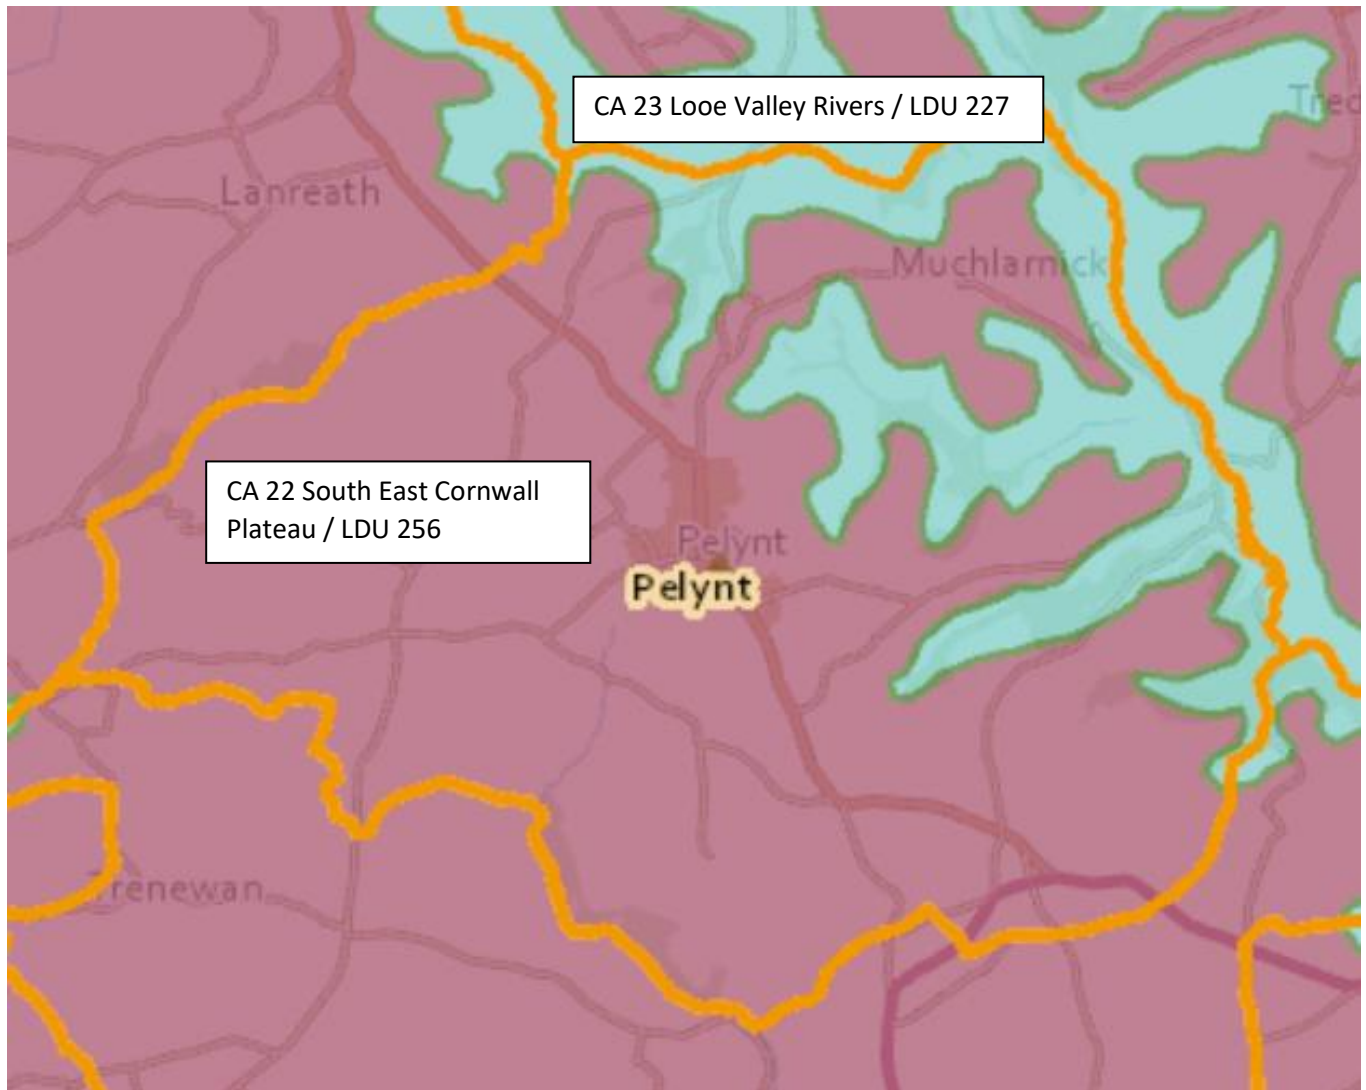 CA 23 Looe Valley Rivers / LDU 227
Lanreath
Muchlarnick
CA 22 South East Cornwall
Plateau / LDU 256
Pelynt
Pelynt
Trenewan